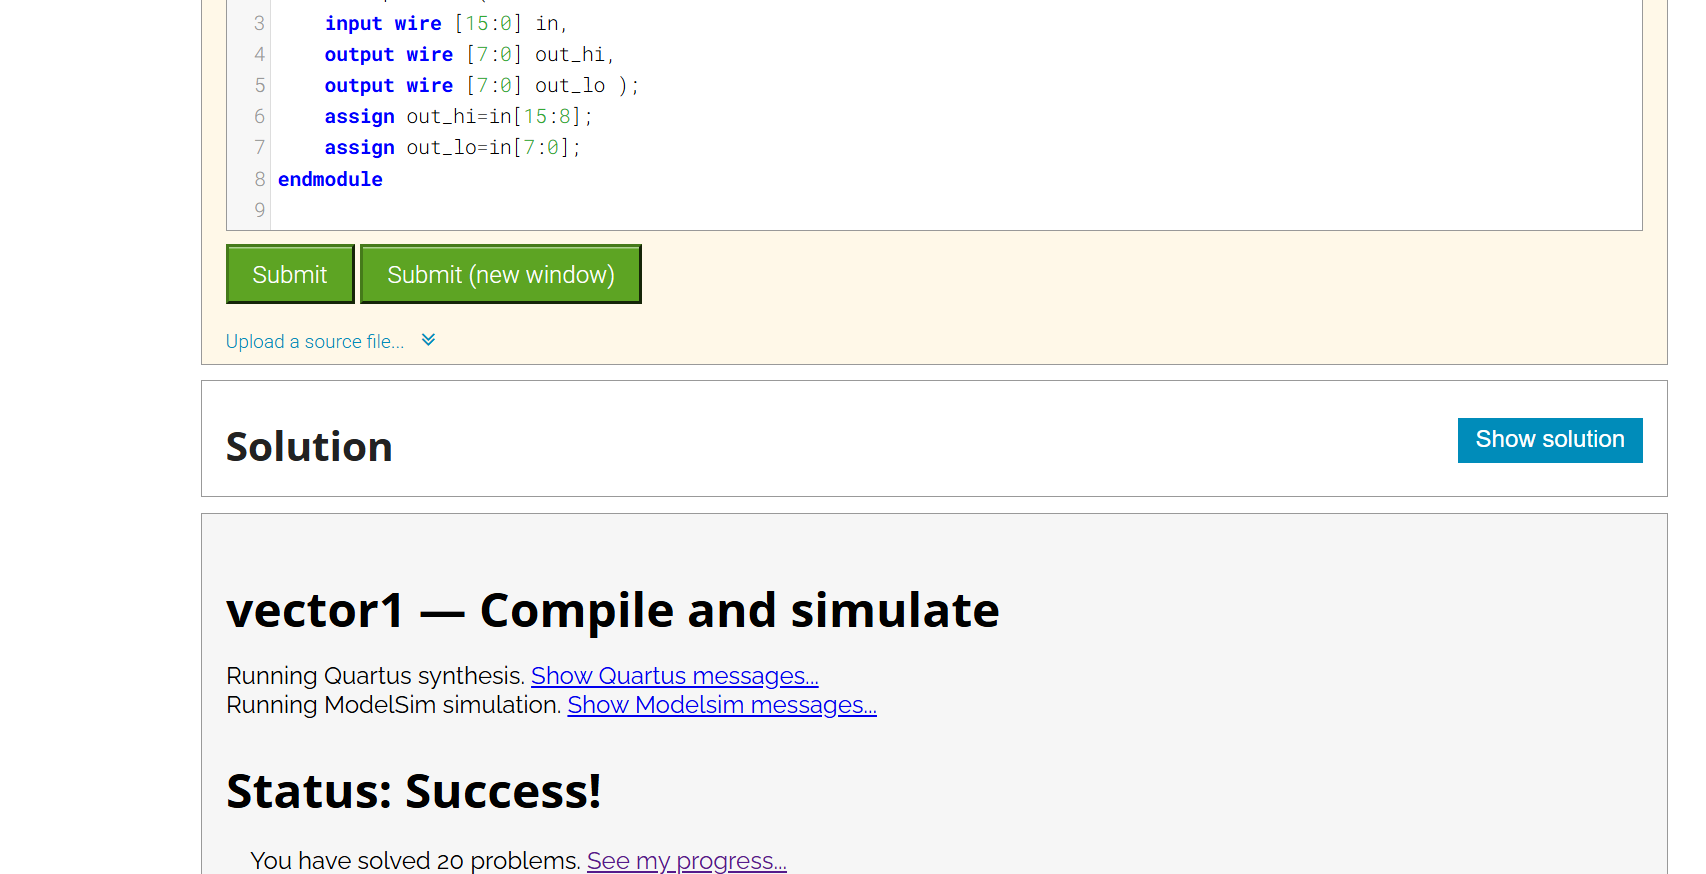 3 input wire [15:0] in,
4 output wire [7:0] out_hi,
5 output wire [7:0] out_lo );
6 assign out_hi=in[15:8];
7 assign out_lo=in[7:0];
8 endmodule
9
Submit Submit (new window)
Upload a source file...
Solution Show solution
vector1 — Compile and simulate
Running Quartus synthesis. Show Quartus messages...
Running ModelSim simulation. Show Modelsim messages...
Status: Success!
You have solved 20 problems. See my progress...